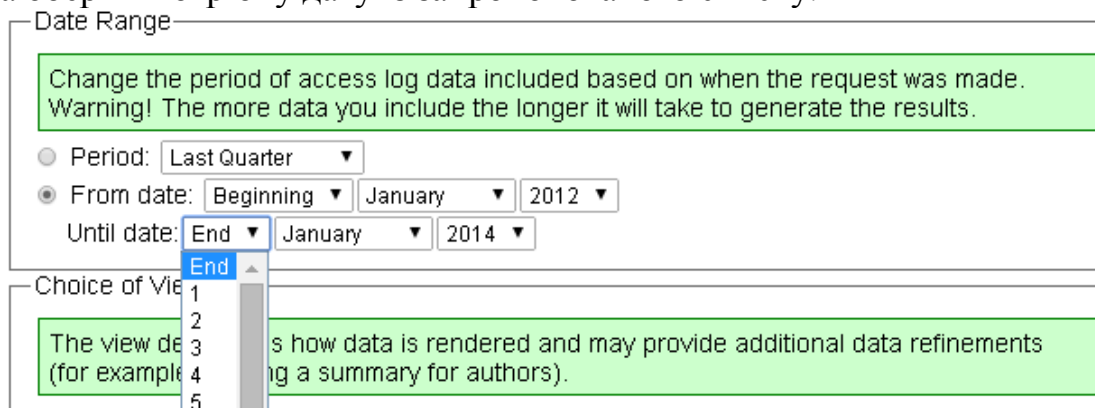 Date Range
Change the period of access log data included based on when the request was made.
Warning! The more data you include the longer it will take to generate the results.
Period: Last Quarter
From date: Beginning January 2012
Until date: End January 2014
End
Choice of
1
2
The view s how data is rendered and may provide additional data refinements
3
(for example g a summary for authors).
4
5